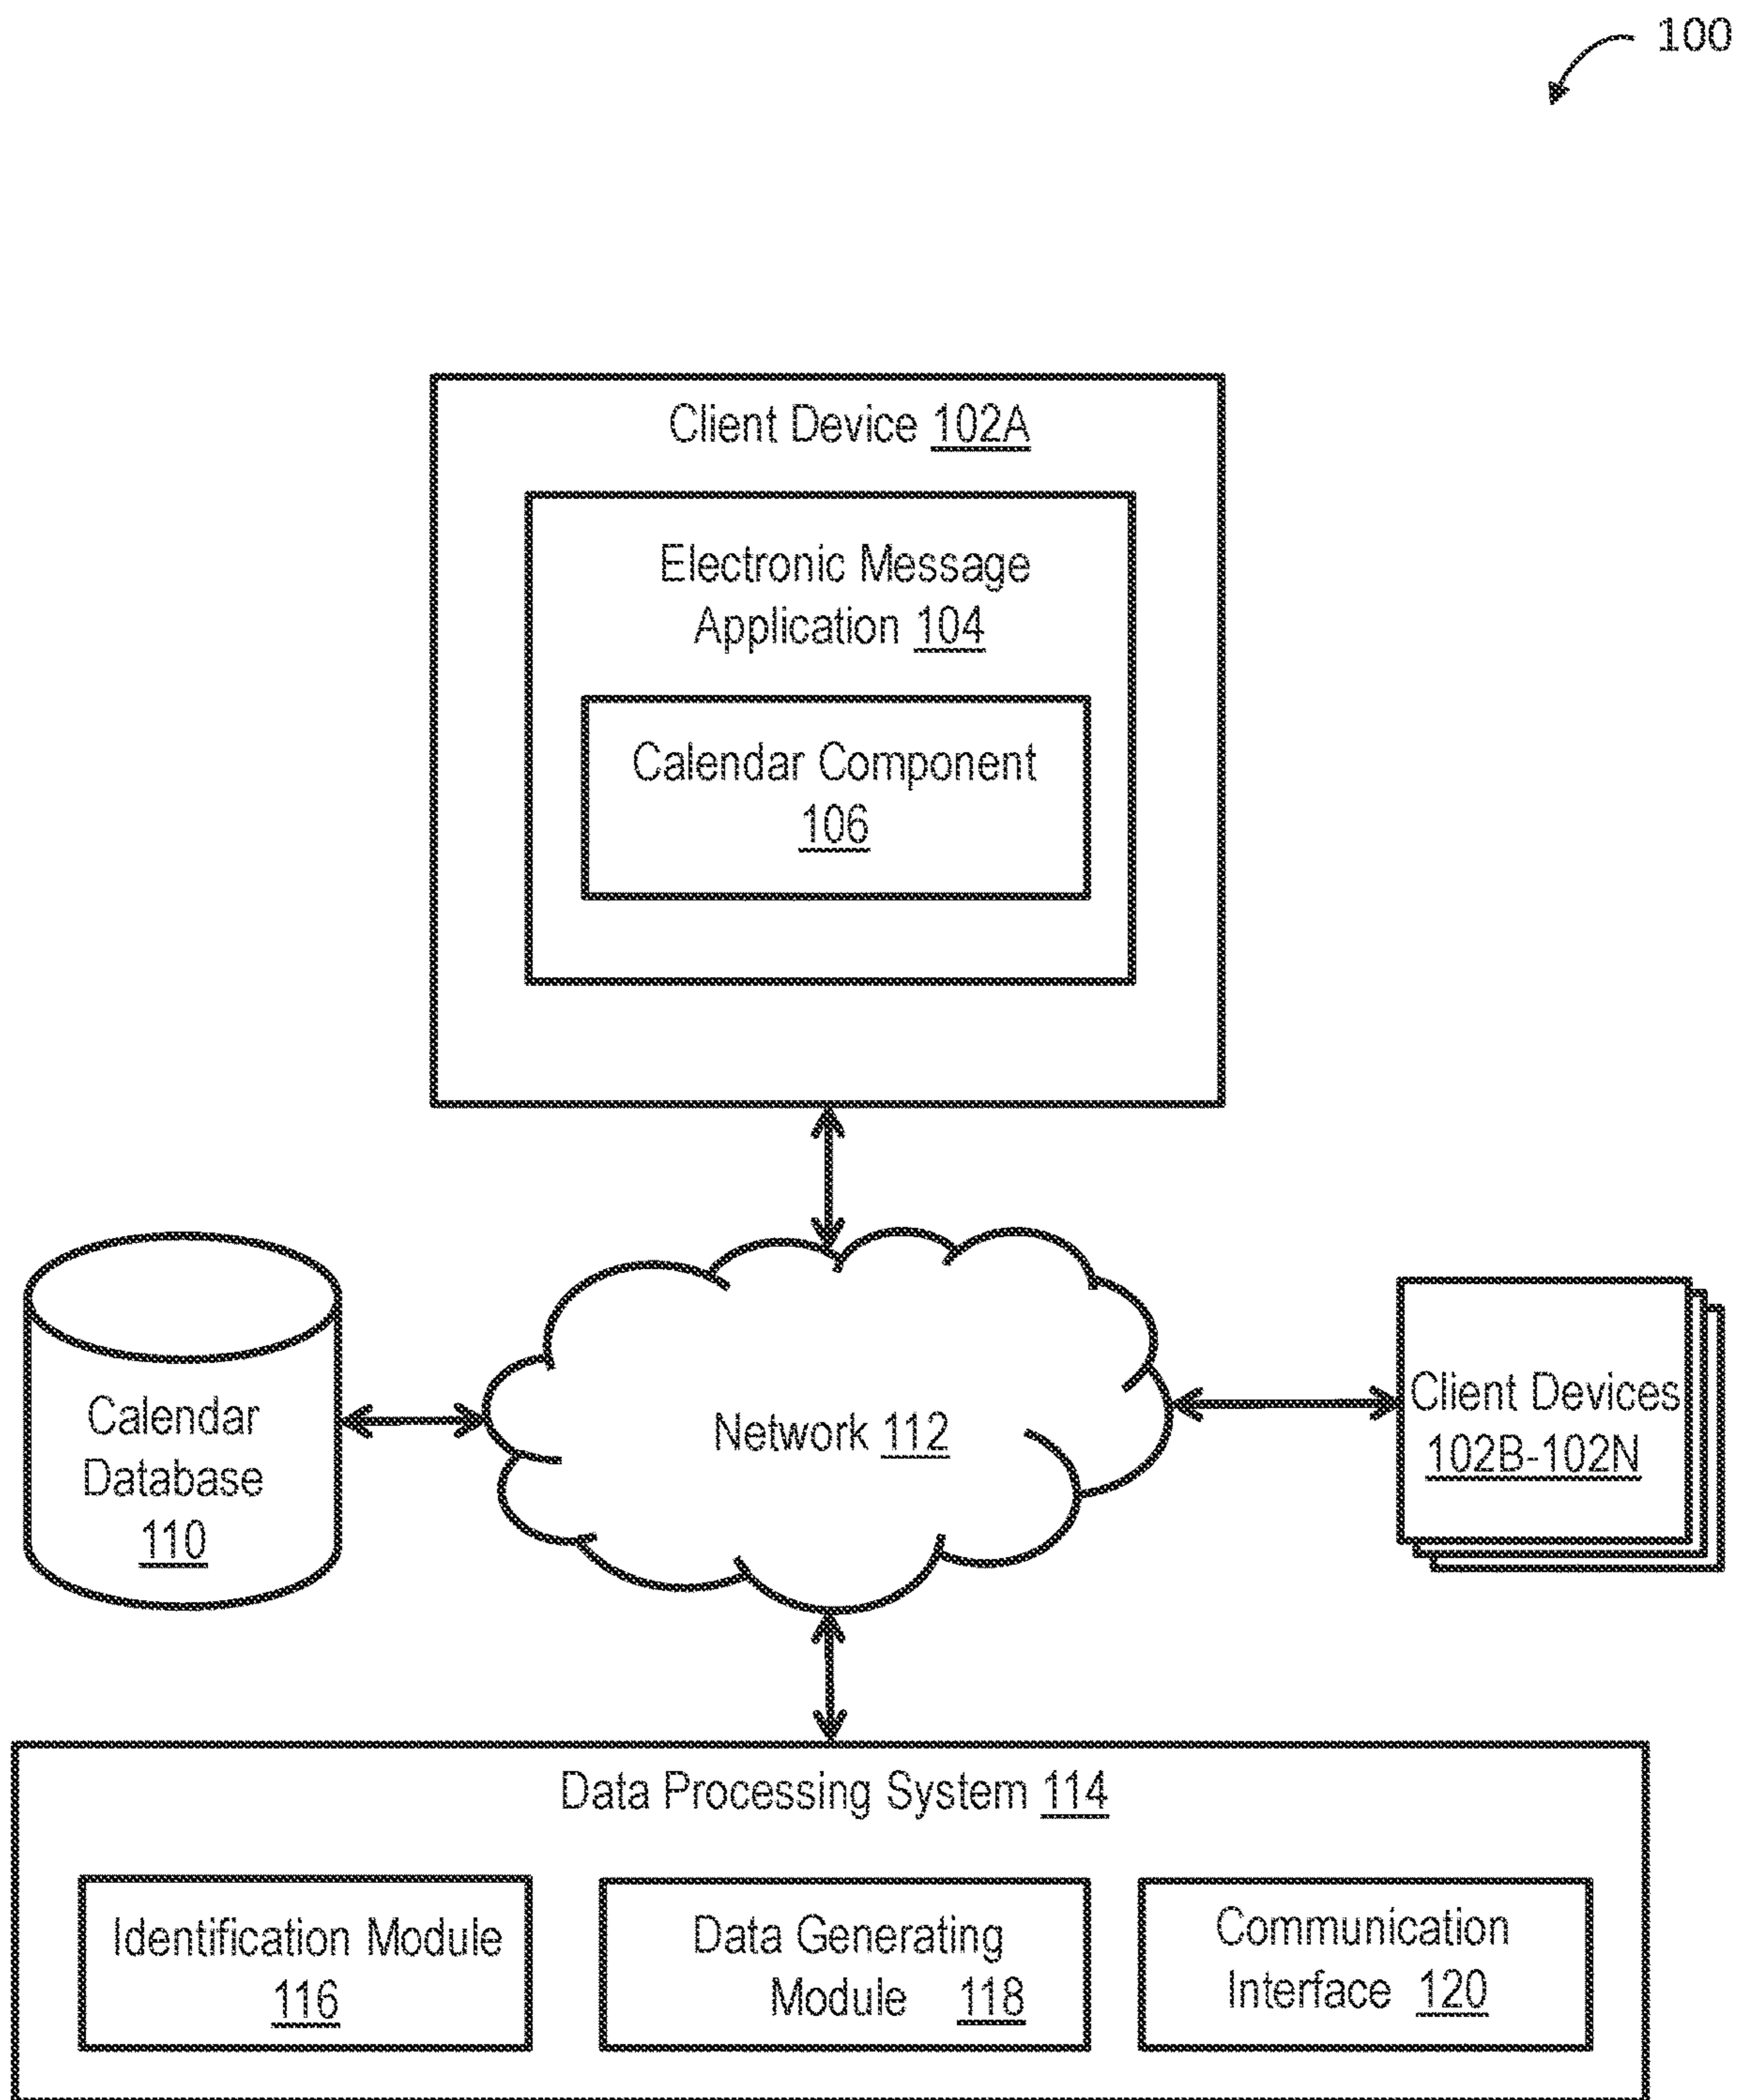 100
Client Device 102A
Electronic Message
Application 104
Calendar Component
106
Calendar
Database
110
Network 112
Client Devices
102B-102N
Data Processing System 114
Identification Module
116
Data Generating
Module 118
Communication
Interface 120